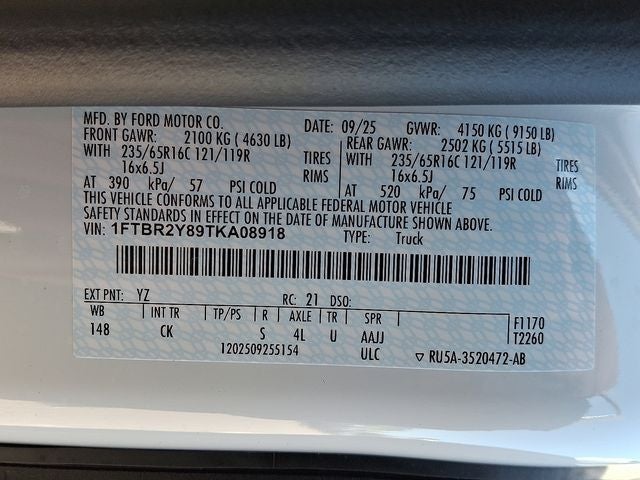 MFD. BY FORD MOTOR CO. DATE: 09/25 GVWR: 4150 KG ( 9150 LB)
FRONT GAWR: 2100 KG ( 4630 LB) REAR GAWR: 2502 KG ( 5515 LB)
WITH 235/65R16C 121/119R TIRES WITH 235/65R16C 121/119R TIRES
16x6.5J RIMS 16x6.5J RIMS
AT 390 kPa/ 57 PSI COLD AT 520 kPa/ 75 PSI COLD
THIS VEHICLE CONFORMS TO ALL APPLICABLE FEDERAL MOTOR VEHICLE
SAFETY STANDARDS IN EFFECT ON THE DATE OF MANUFACTURE SHOWN ABOVE.
VIN: 1FTBR2Y89TKA08918 TYPE: Truck
EXT PNT: YZ RC: 21 DSO:
WB INT TR TP/PS R AXLE TR SPR F1170
148 CK S 4L U AAJJ T2260
1202509255154 ULC ▽ RU5A-3520472-AB